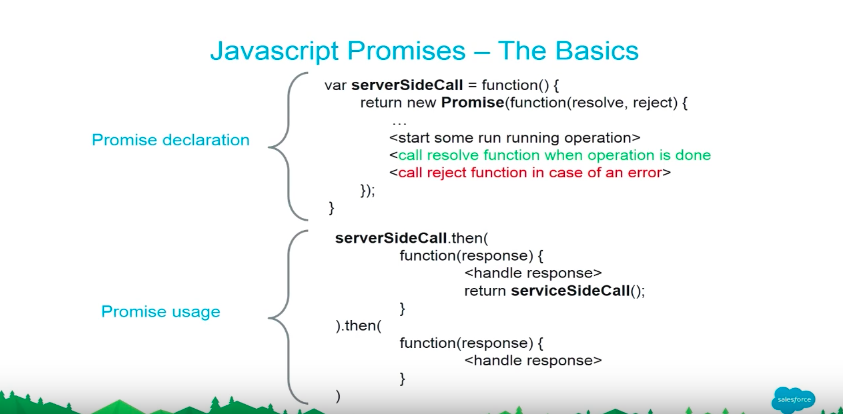 Javascript Promises – The Basics
Promise declaration
var serverSideCall = function() {
return new Promise(function(resolve, reject) {
...
<start some run running operation>
<call resolve function when operation is done
<call reject function in case of an error>
});
}
Promise usage
serverSideCall.then(
function(response) {
<handle response>
return serviceSideCall();
}
).then(
function(response) {
<handle response>
}
)
salesforce